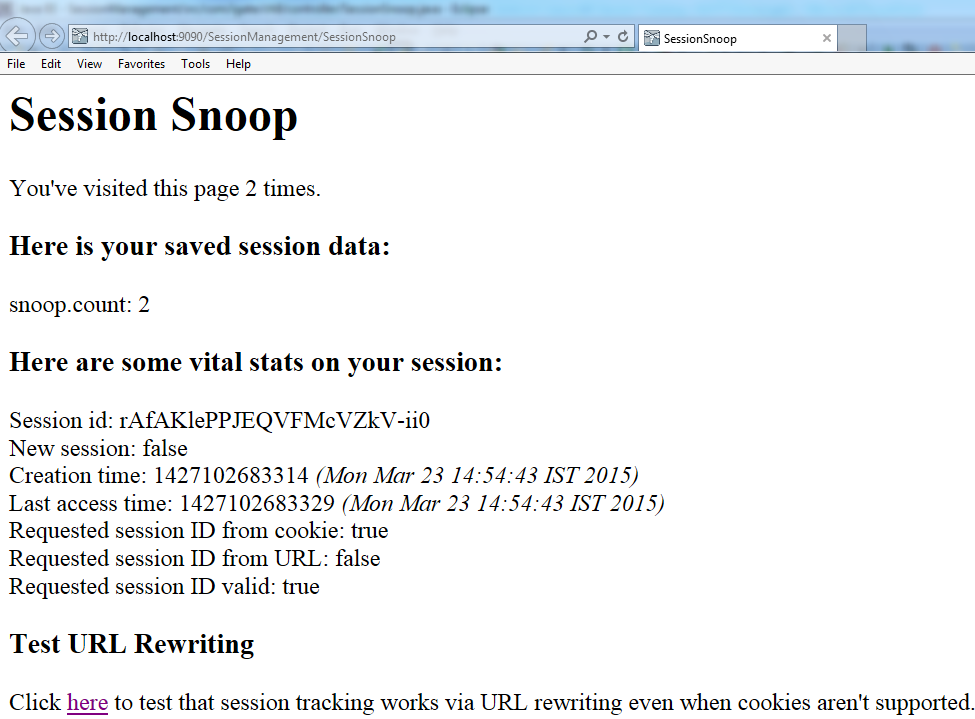 http://localhost:9090/SessionManagement/SessionSnoop
SessionSnoop
File Edit View Favorites Tools Help
Session Snoop
You've visited this page 2 times.
Here is your saved session data:
snoop.count: 2
Here are some vital stats on your session:
Session id: rAfAKlePPJEQVFMcVZkV-ii0
New session: false
Creation time: 1427102683314 (Mon Mar 23 14:54:43 IST 2015)
Last access time: 1427102683329 (Mon Mar 23 14:54:43 IST 2015)
Requested session ID from cookie: true
Requested session ID from URL: false
Requested session ID valid: true
Test URL Rewriting
Click here to test that session tracking works via URL rewriting even when cookies aren't supported.